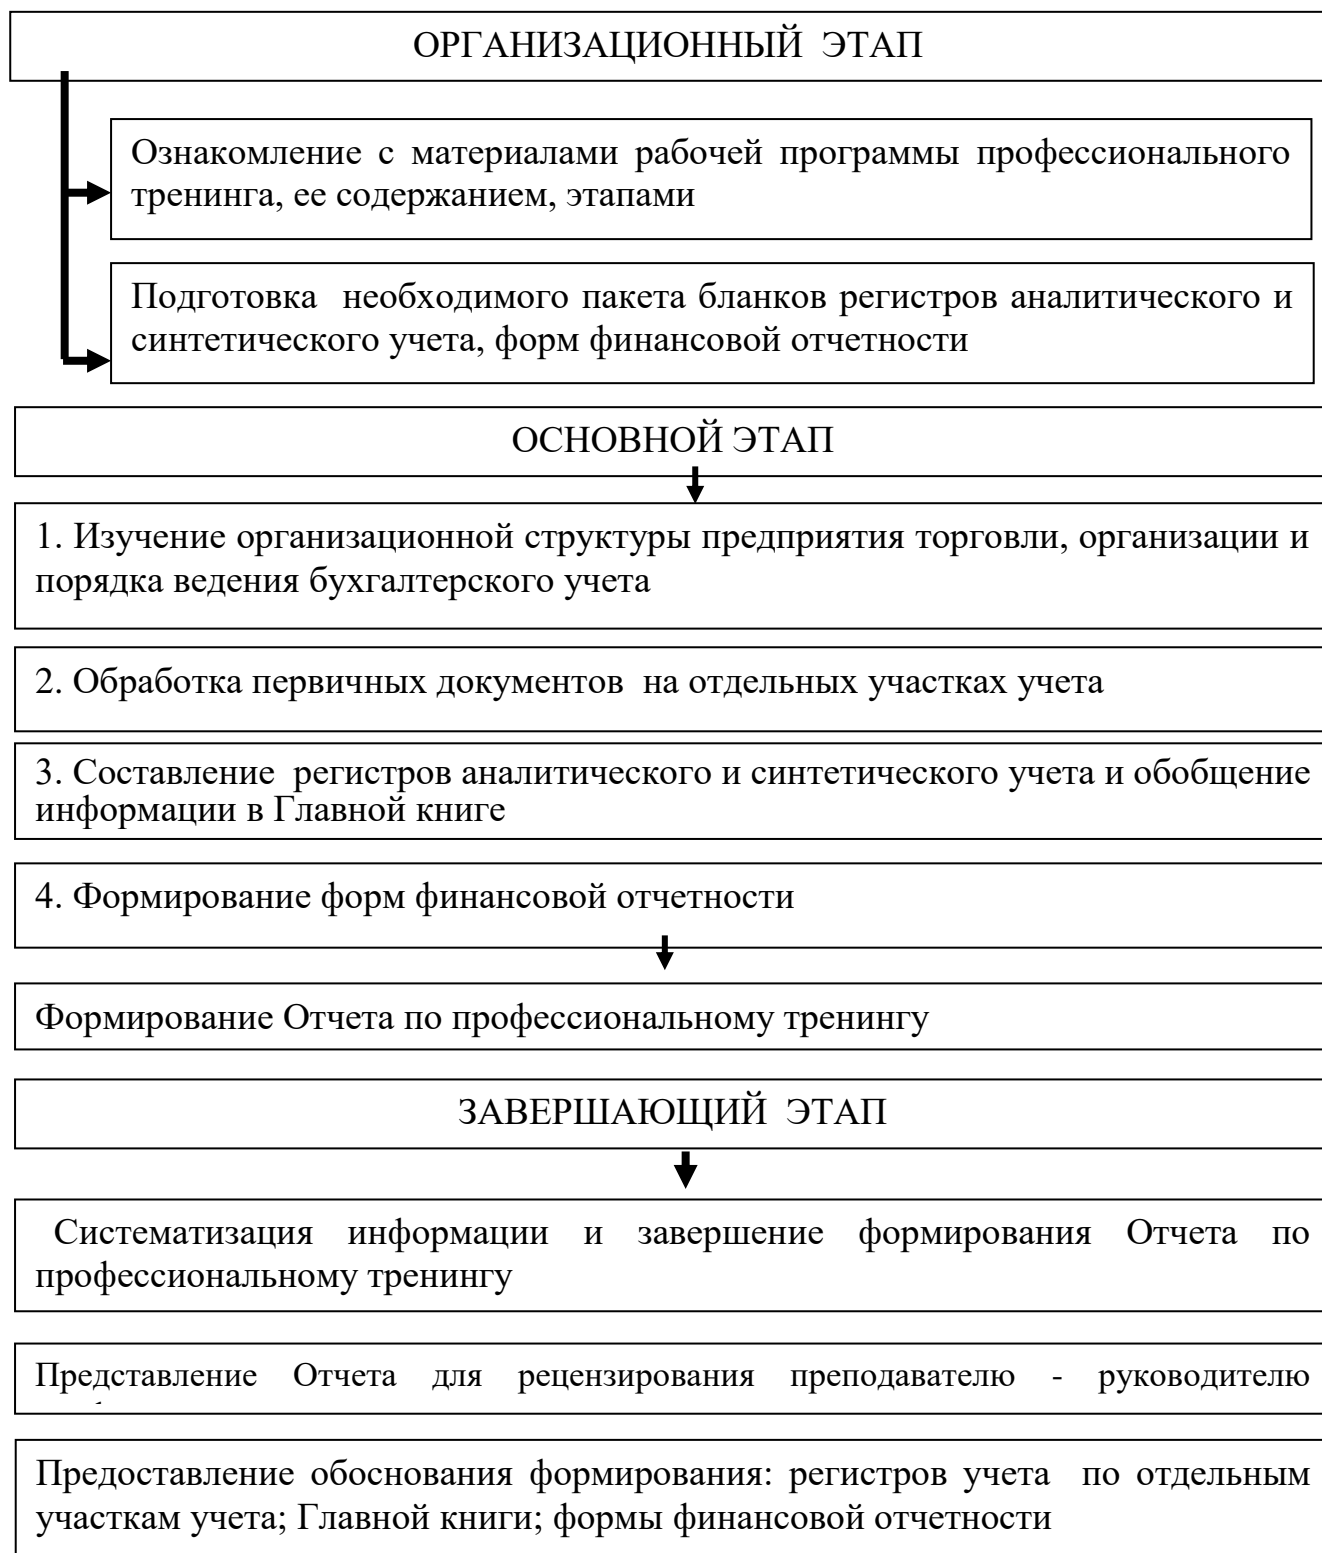 ОРГАНИЗАЦИОННЫЙ ЭТАП
Ознакомление с материалами рабочей программы профессионального
тренинга, ее содержанием, этапами
Подготовка необходимого пакета бланков регистров аналитического и
синтетического учета, форм финансовой отчетности
ОСНОВНОЙ ЭТАП
1. Изучение организационной структуры предприятия торговли, организации и
порядка ведения бухгалтерского учета
2. Обработка первичных документов на отдельных участках учета
3. Составление регистров аналитического и синтетического учета и обобщение
информации в Главной книге
4. Формирование форм финансовой отчетности
Формирование Отчета по профессиональному тренингу
ЗАВЕРШАЮЩИЙ ЭТАП
Систематизация информации и завершение формирования Отчета по
профессиональному тренингу
Представление Отчета для рецензирования преподавателю - руководителю
Предоставление обоснования формирования: регистров учета по отдельным
участкам учета; Главной книги; формы финансовой отчетности